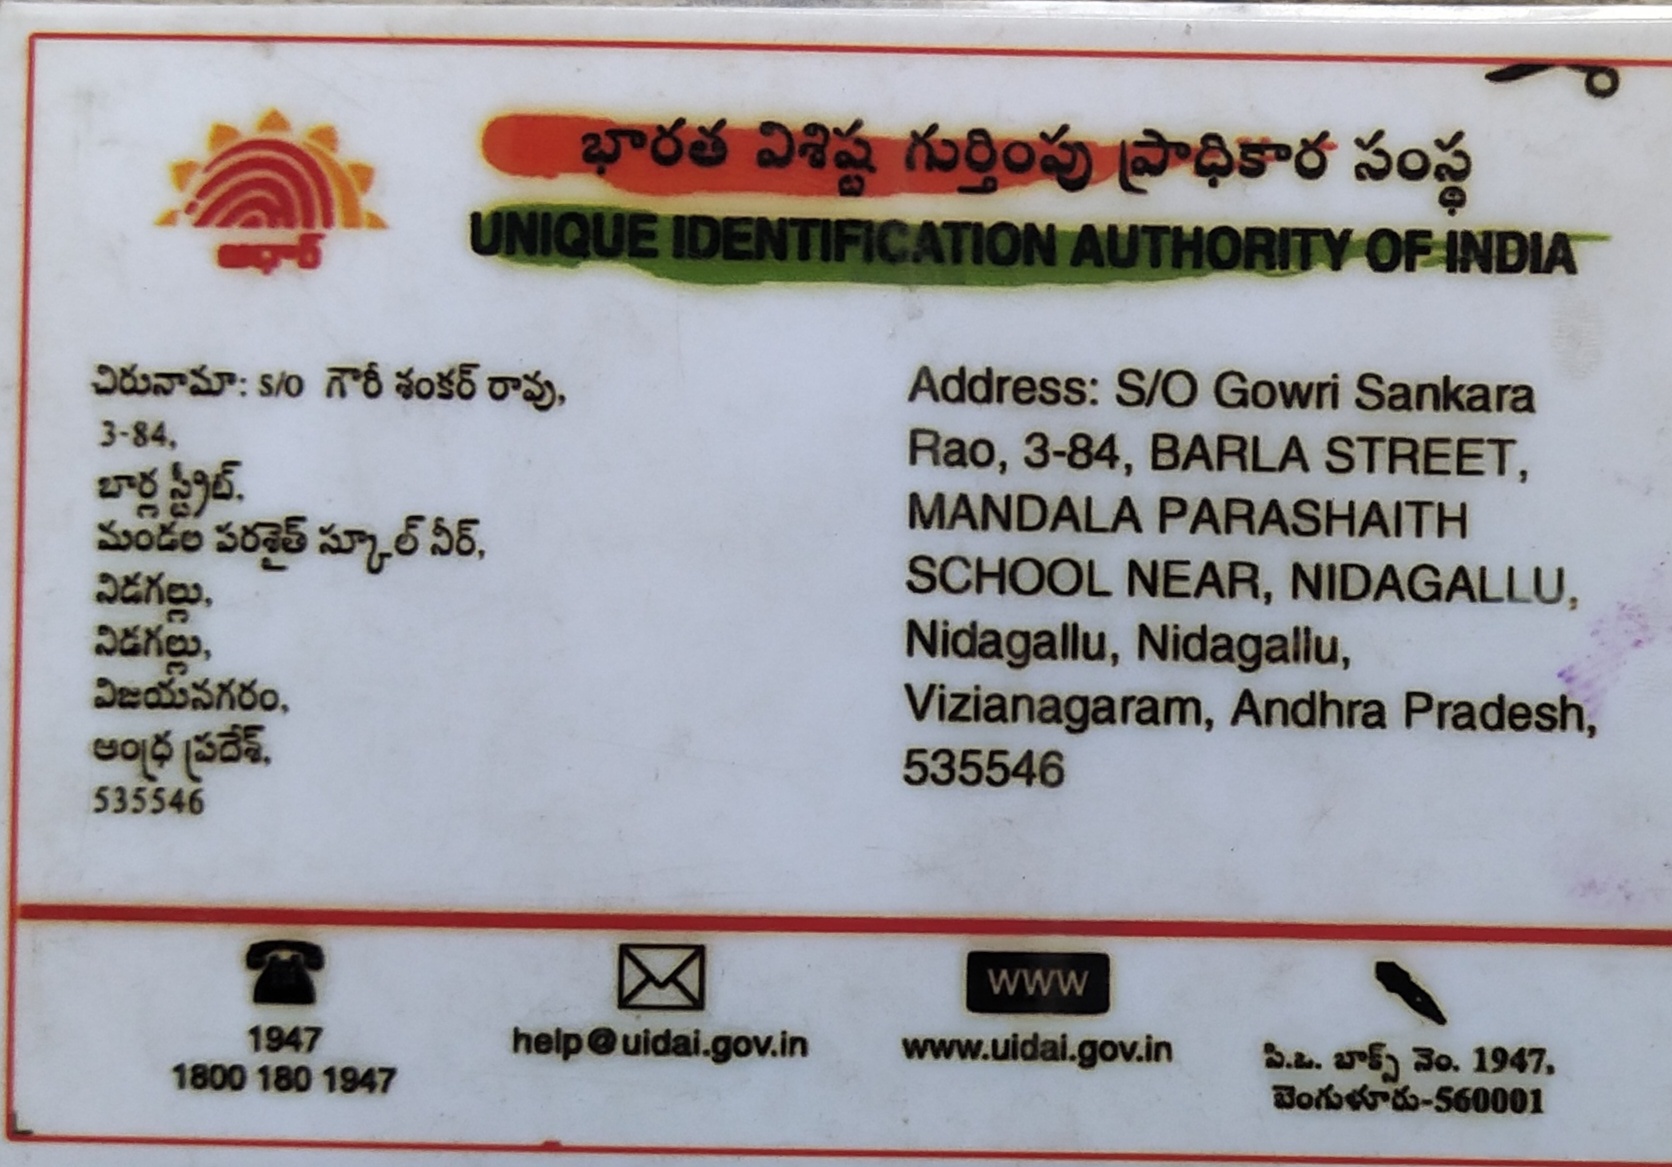 ఆధార్
భారత విశిష్ట గుర్తింపు ప్రాధికార సంస్థ
UNIQUE IDENTIFICATION AUTHORITY OF INDIA
చిరునామా: S/O గౌరీ శంకర్ రావు,
3-84,
బార్ల స్ట్రీట్,
మండల పరశైత్ స్కూల్ నీర్,
నిడగల్లు,
నిడగల్లు,
విజయనగరం,
ఆంధ్ర ప్రదేశ్,
535546
Address: S/O Gowri Sankara
Rao, 3-84, BARLA STREET,
MANDALA PARASHAITH
SCHOOL NEAR, NIDAGALLU,
Nidagallu, Nidagallu,
Vizianagaram, Andhra Pradesh,
535546
1947
1800 180 1947
help@uidai.gov.in
WWW
www.uidai.gov.in
పి.ఒ. బాక్స్ నెం. 1947,
బెంగుళూరు-560001